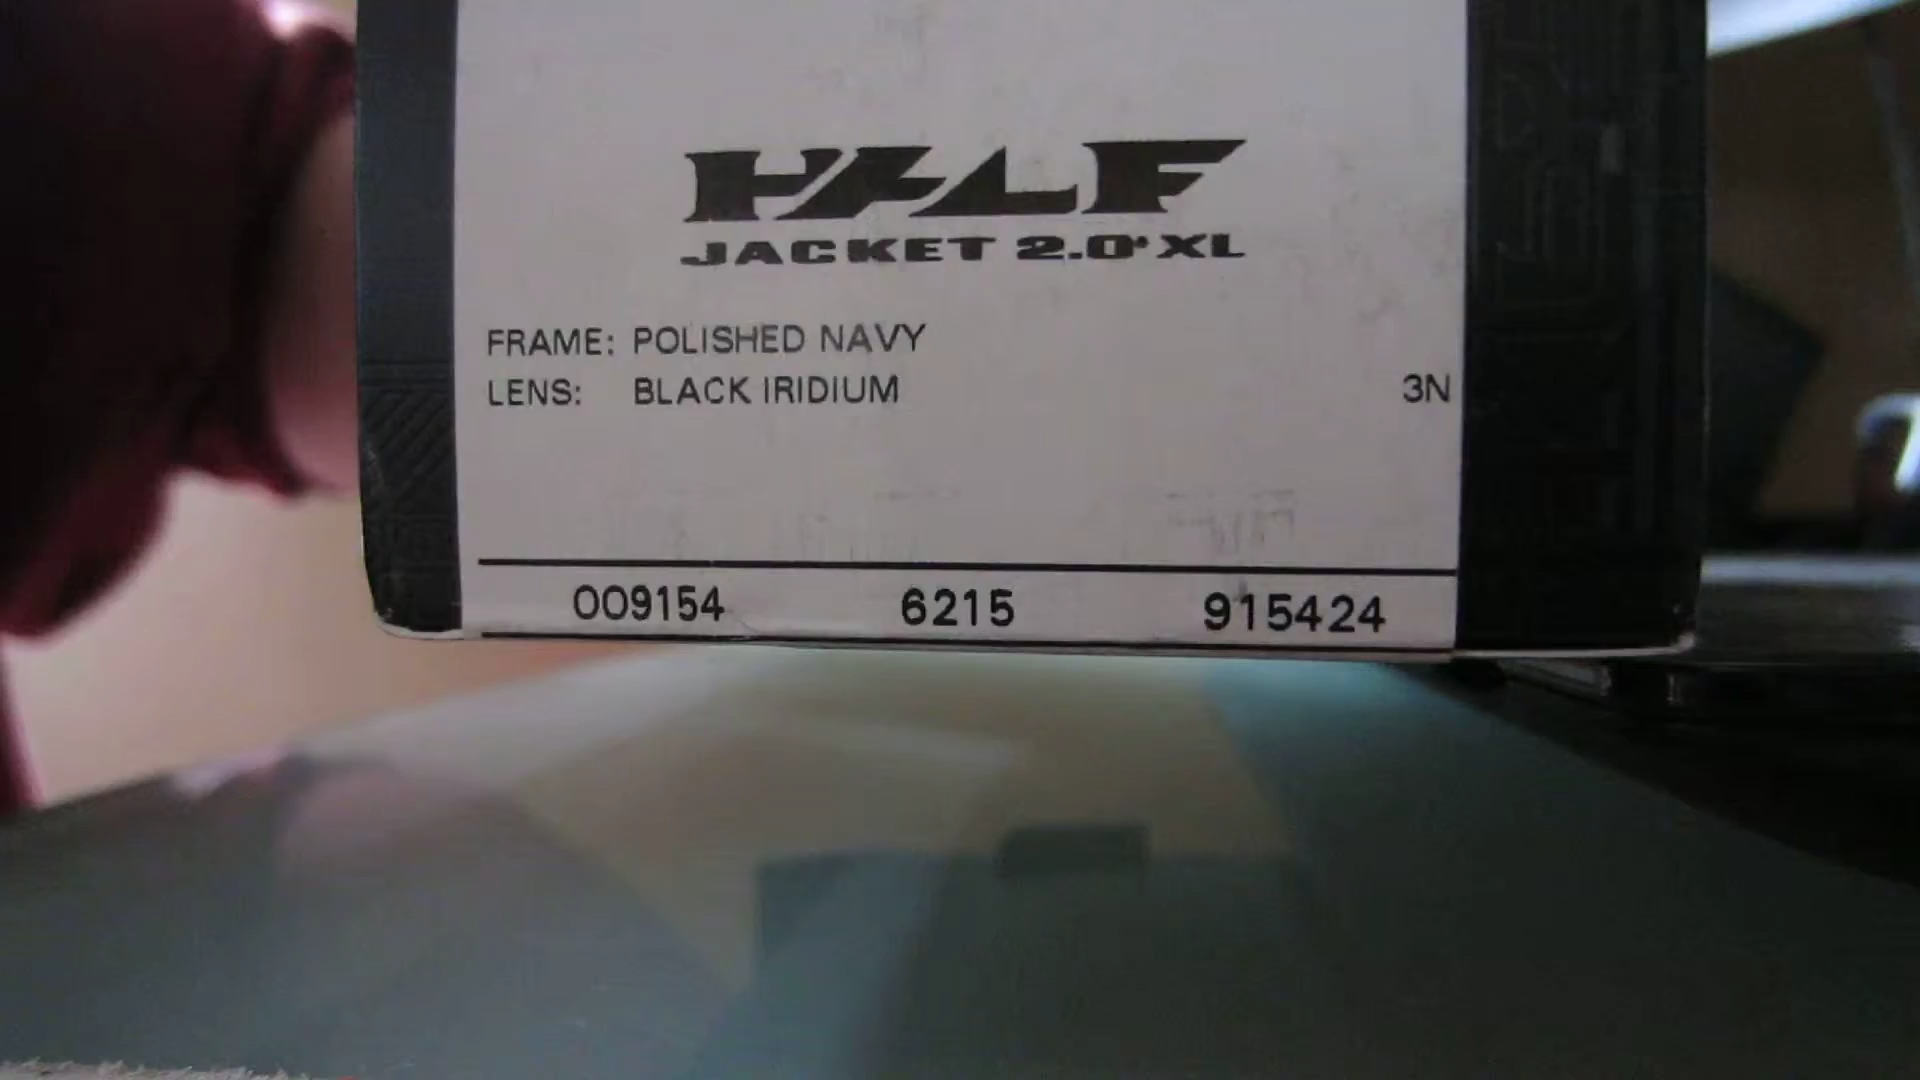 HALF
JACKET 2.0 XL
FRAME: POLISHED NAVY
LENS: BLACK IRIDIUM 3N
OO9154 6215 915424